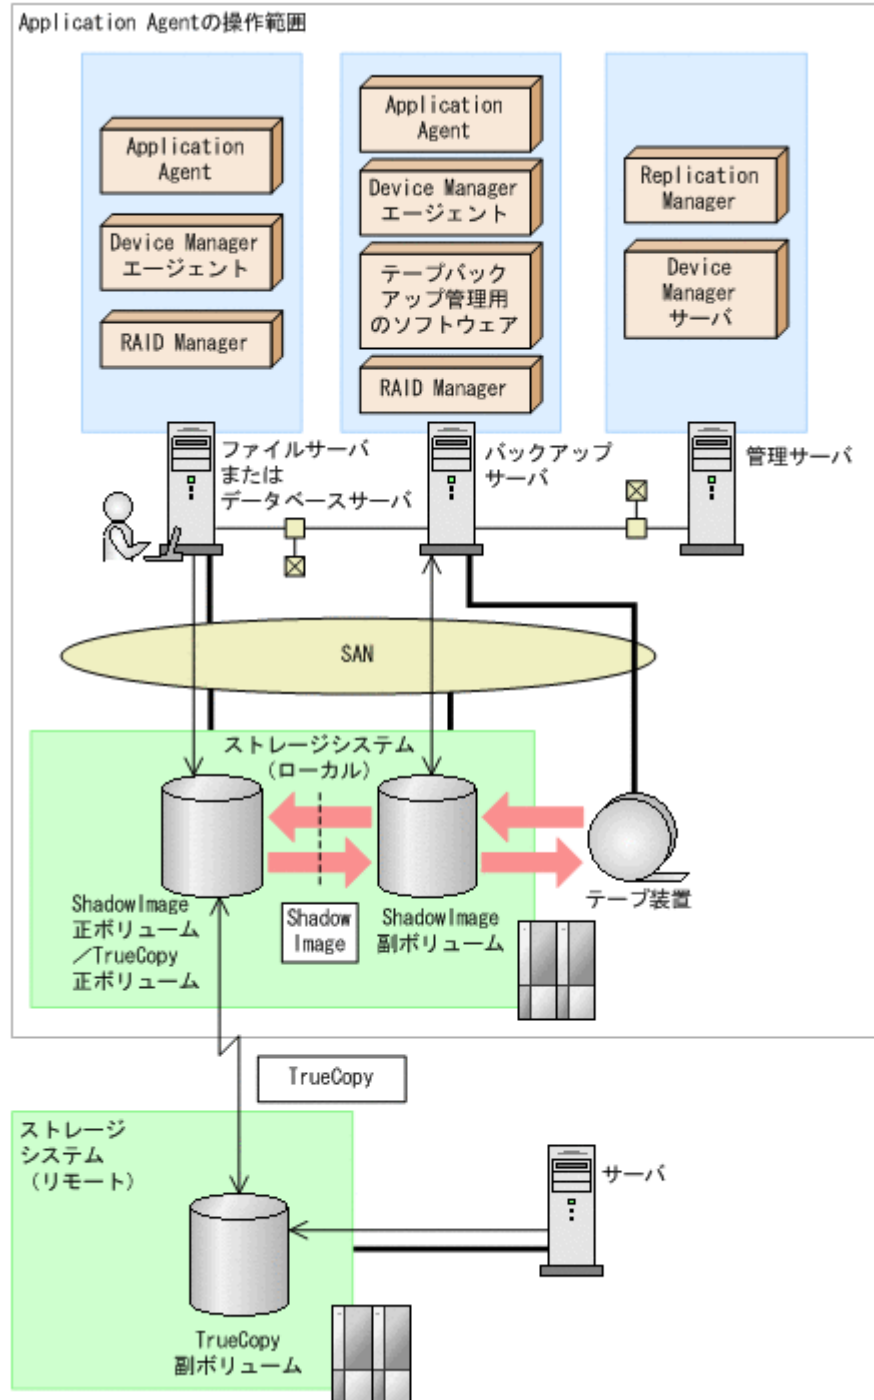 Application Agentの操作範囲
Application
Agent
Device Manager
エージェント
RAID Manager
Application
Agent
Device Manager
エージェント
テープバック
アップ管理用
のソフトウェア
RAID Manager
Replication
Manager
Device
Manager
サーバ
ファイルサーバ
または
データベースサーバ
バックアップ
サーバ
管理サーバ
SAN
ストレージシステム
(ローカル)
ShadowImage
正ボリューム
／TrueCopy
正ボリューム
Shadow
Image
ShadowImage
副ボリューム
テープ装置
TrueCopy
ストレージ
システム
(リモート)
サーバ
TrueCopy
副ボリューム